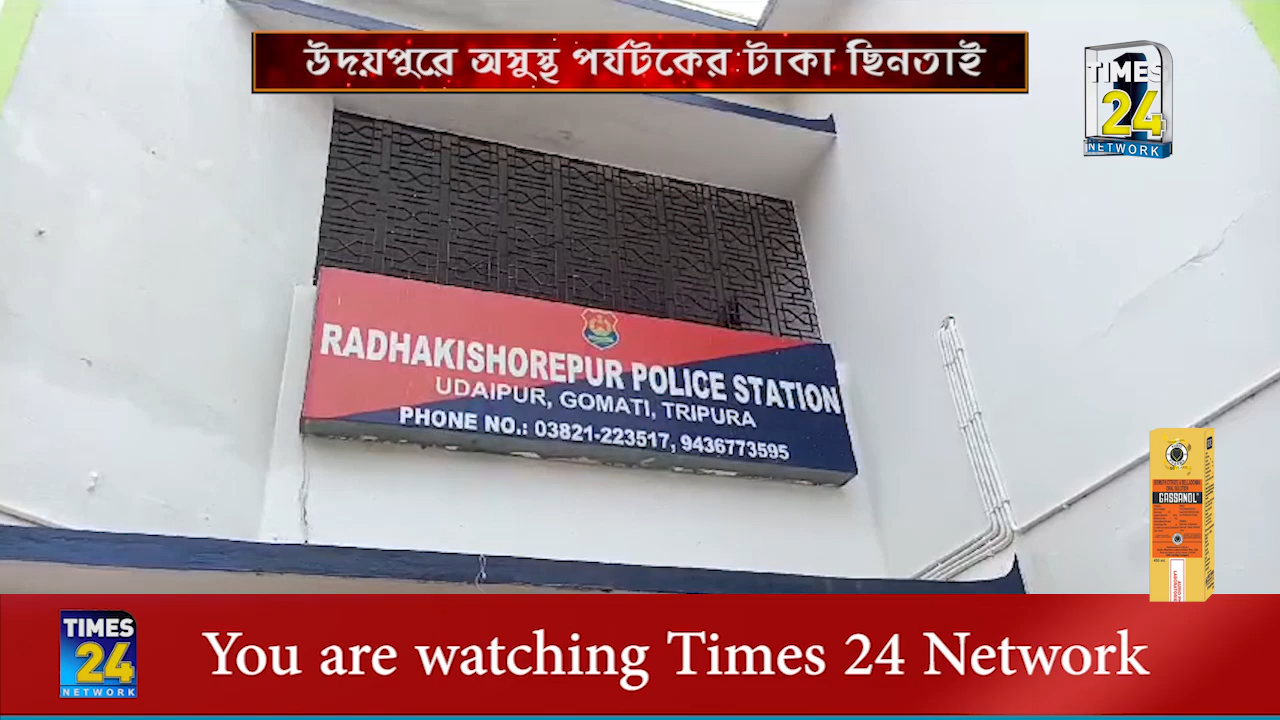 উদয়পুরে অসুস্থ পর্যটকের টাকা ছিনতাই
TIMES
24
NETWORK
RADHAKISHOREPUR POLICE STATION
UDAIPUR, GOMATI, TRIPURA
PHONE NO.: 03821-223517, 9436773595
GASSANOL
TIMES
24
NETWORK
You are watching Times 24 Network